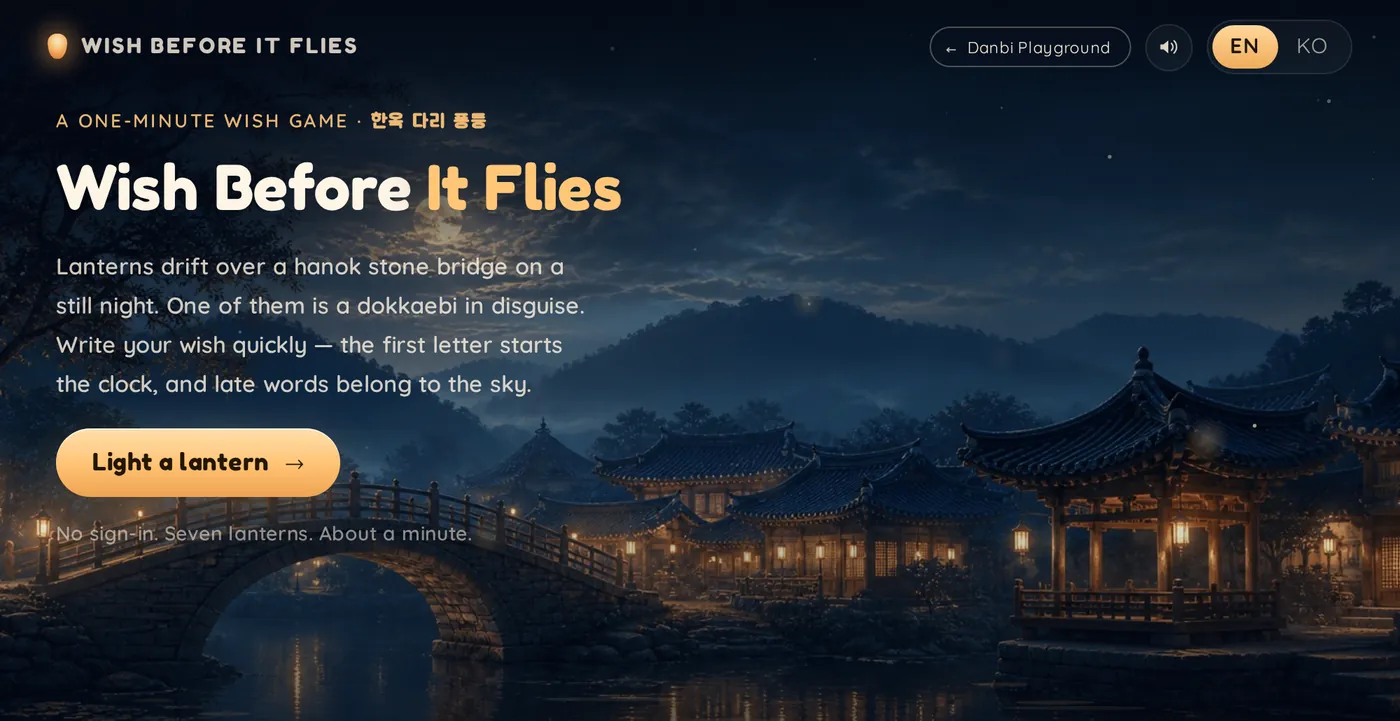 WISH BEFORE IT FLIES
← Danbi Playground
EN KO
A ONE-MINUTE WISH GAME · 한옥 다리 풍등
Wish Before It Flies
Lanterns drift over a hanok stone bridge on a
still night. One of them is a dokkaebi in disguise.
Write your wish quickly — the first letter starts
the clock, and late words belong to the sky.
Light a lantern →
No sign-in. Seven lanterns. About a minute.